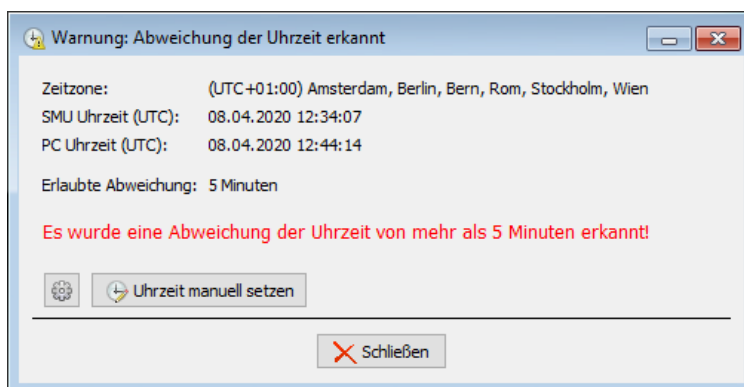 Warnung: Abweichung der Uhrzeit erkannt
Zeitzone: (UTC+01:00) Amsterdam, Berlin, Bern, Rom, Stockholm, Wien
SMU Uhrzeit (UTC): 08.04.2020 12:34:07
PC Uhrzeit (UTC): 08.04.2020 12:44:14
Erlaubte Abweichung: 5 Minuten
Es wurde eine Abweichung der Uhrzeit von mehr als 5 Minuten erkannt!
Uhrzeit manuell setzen
Schließen